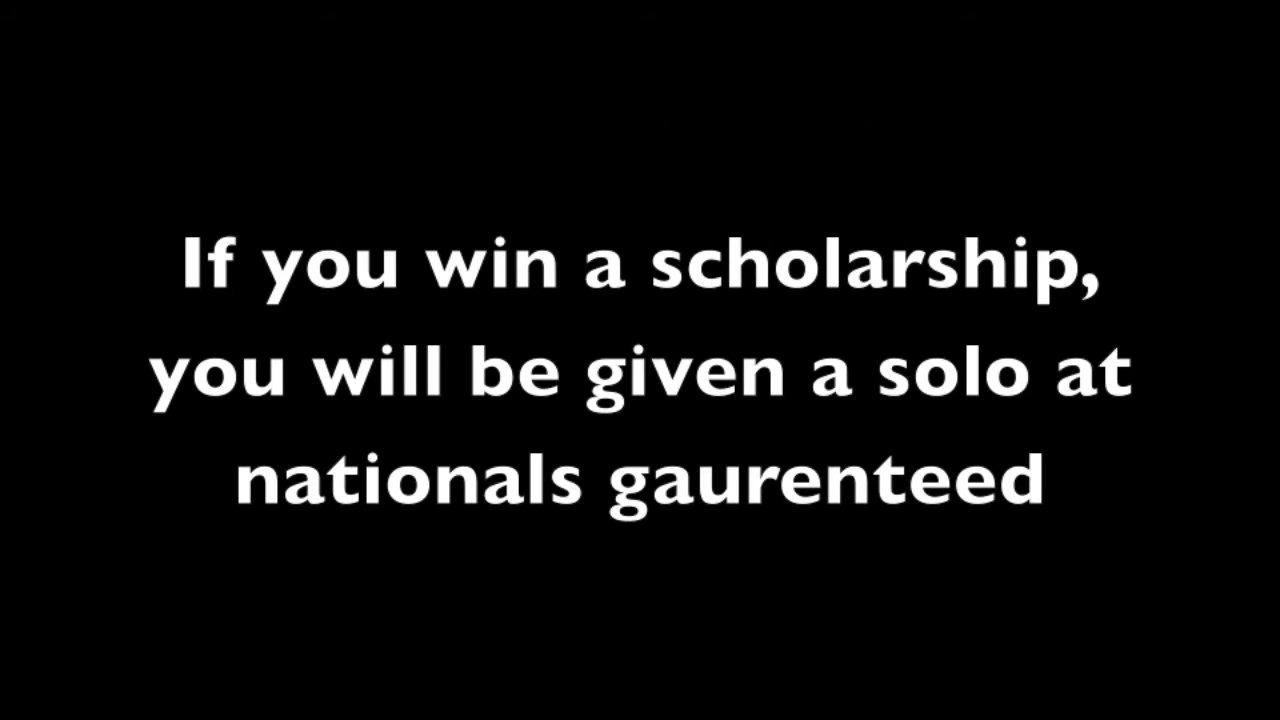 If you win a scholarship,
you will be given a solo at
nationals gaurenteed